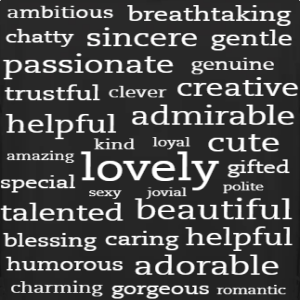 ambitious breathtaking
chatty sincere gentle
passionate genuine
trustful clever creative
helpful admirable
kind loyal cute
amazing lovely gifted
special sexy jovial polite
talented beautiful
blessing caring helpful
humorous adorable
charming gorgeous romantic